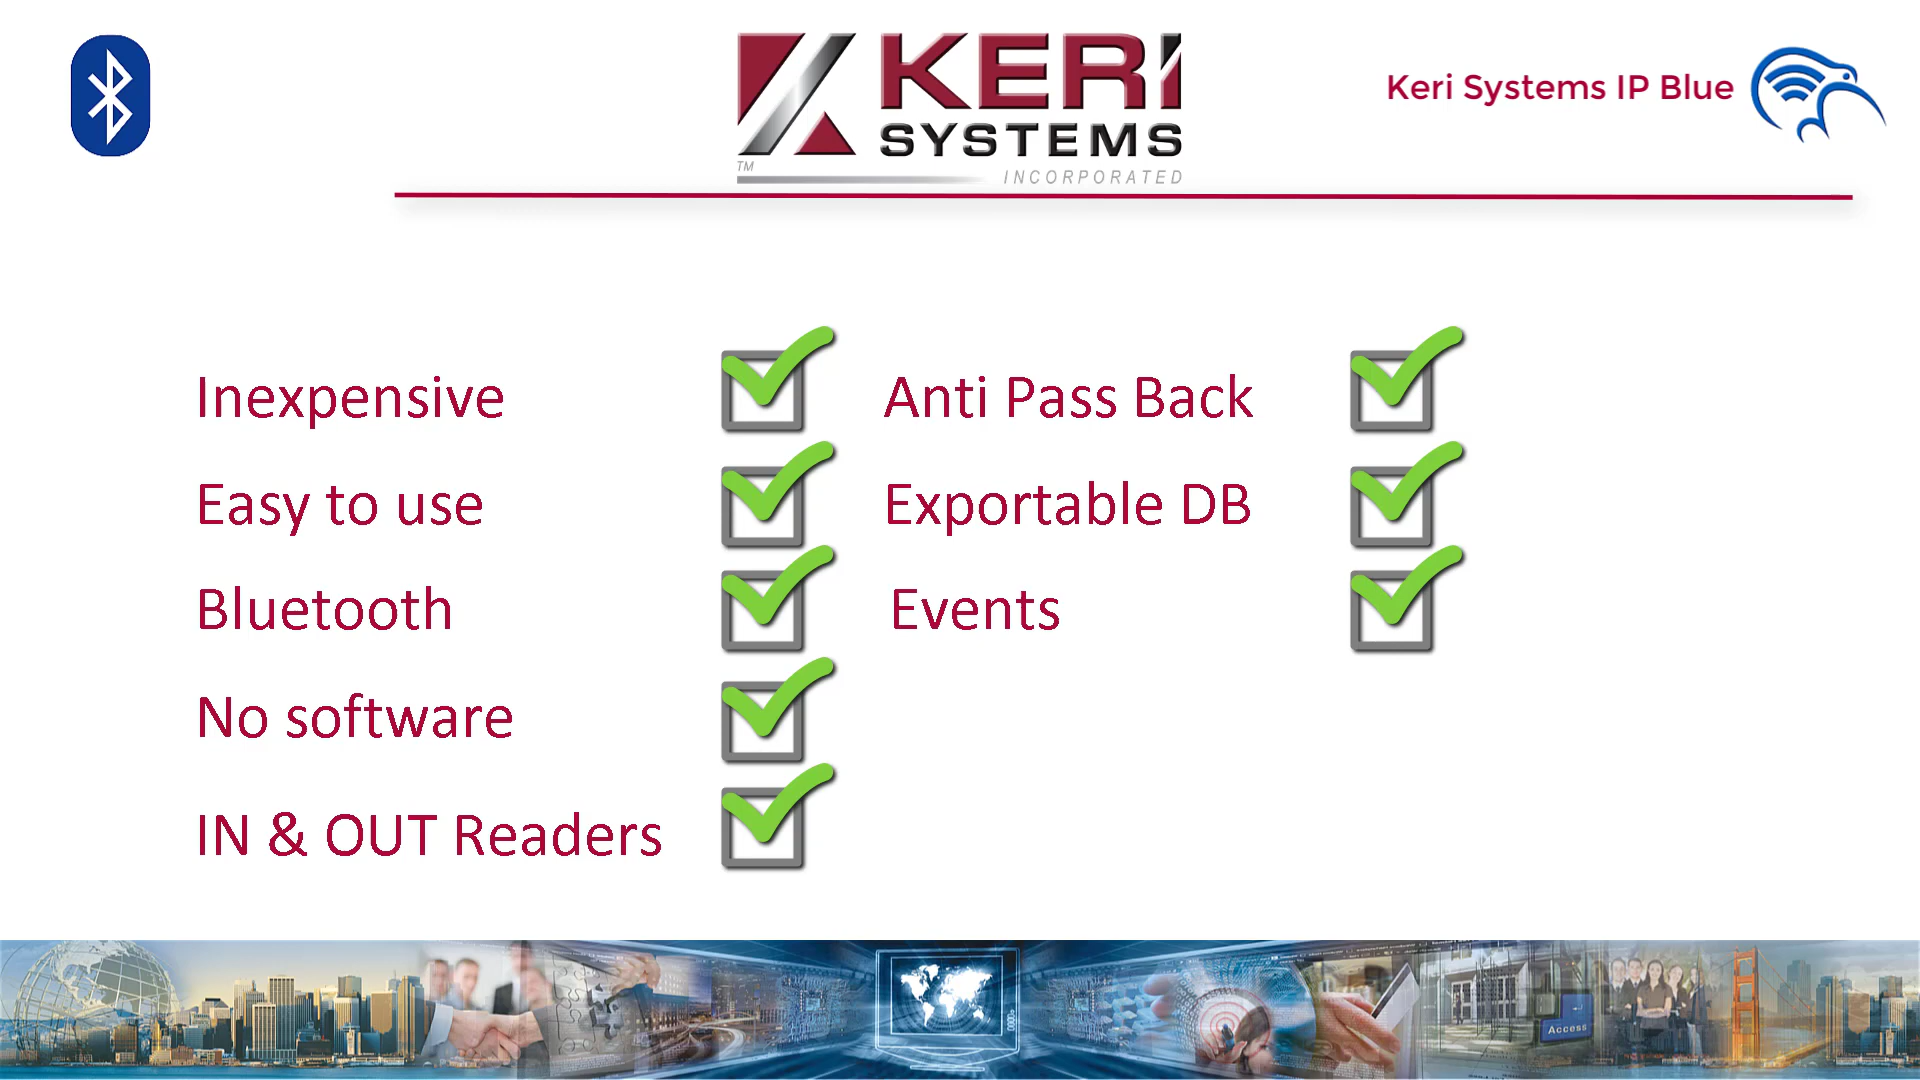 KERI
SYSTEMS
TM
INCORPORATED
Keri Systems IP Blue
Inexpensive
Easy to use
Bluetooth
No software
IN & OUT Readers
Anti Pass Back
Exportable DB
Events
Access